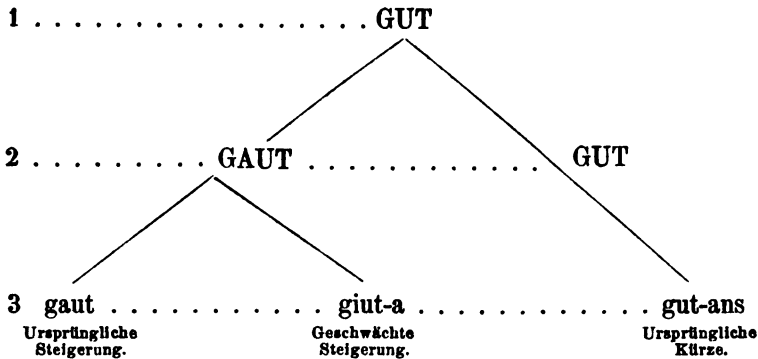 1 . . . . . . . . . . . . . . . . . GUT
2 . . . . . . . . . GAUT . . . . . . . . . . . . GUT
3 gaut . . . . . . . . . . . giut-a . . . . . . . . . . . gut-ans
Ursprüngliche Geschwächte Ursprüngliche
Steigerung. Steigerung. Kürze.